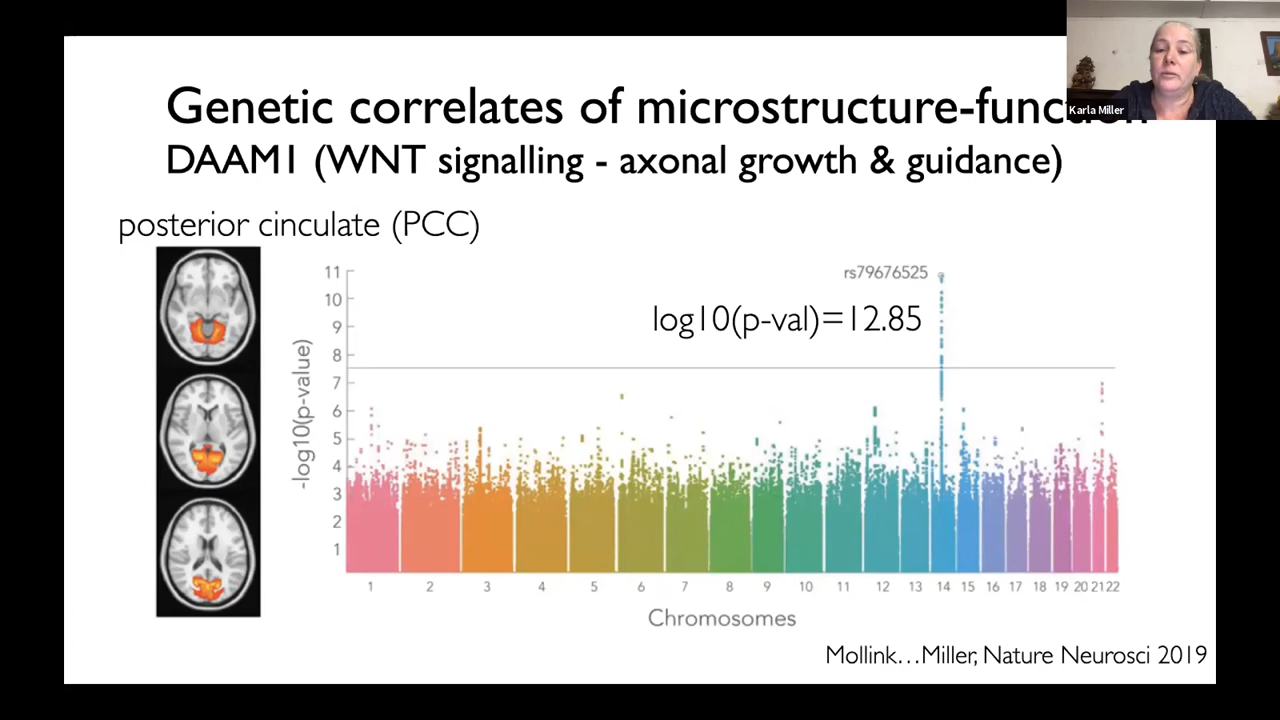 Genetic correlates of microstructure-function
DAAM1 (WNT signalling - axonal growth & guidance)
posterior cinculate (PCC)
Karla Miller
11
10
9
8
7
6
5
4
3
2
1
-log10(p-value)
rs79676525
log10(p-val)=12.85
1 2 3 4 5 6 7 8 9 10 11 12 13 14 15 16 17 18 19 20 21 22
Chromosomes
Mollink...Miller, Nature Neurosci 2019